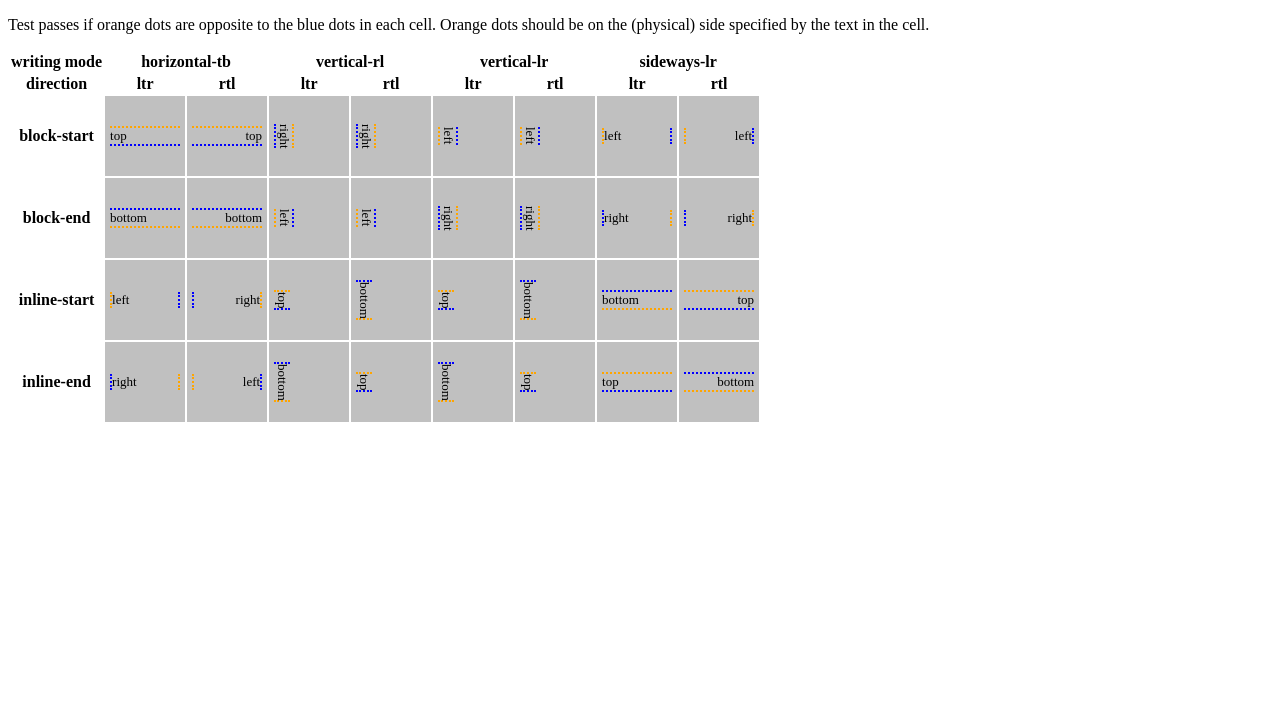 Test passes if orange dots are opposite to the blue dots in each cell. Orange dots should be on the (physical) side specified by the text in the cell.
writing mode horizontal-tb vertical-rl vertical-lr sideways-lr
direction ltr rtl ltr rtl ltr rtl ltr rtl
block-start top top right right left left left left
block-end bottom bottom left left right right right right
inline-start left right top bottom top bottom bottom top
inline-end right left bottom top bottom top top bottom